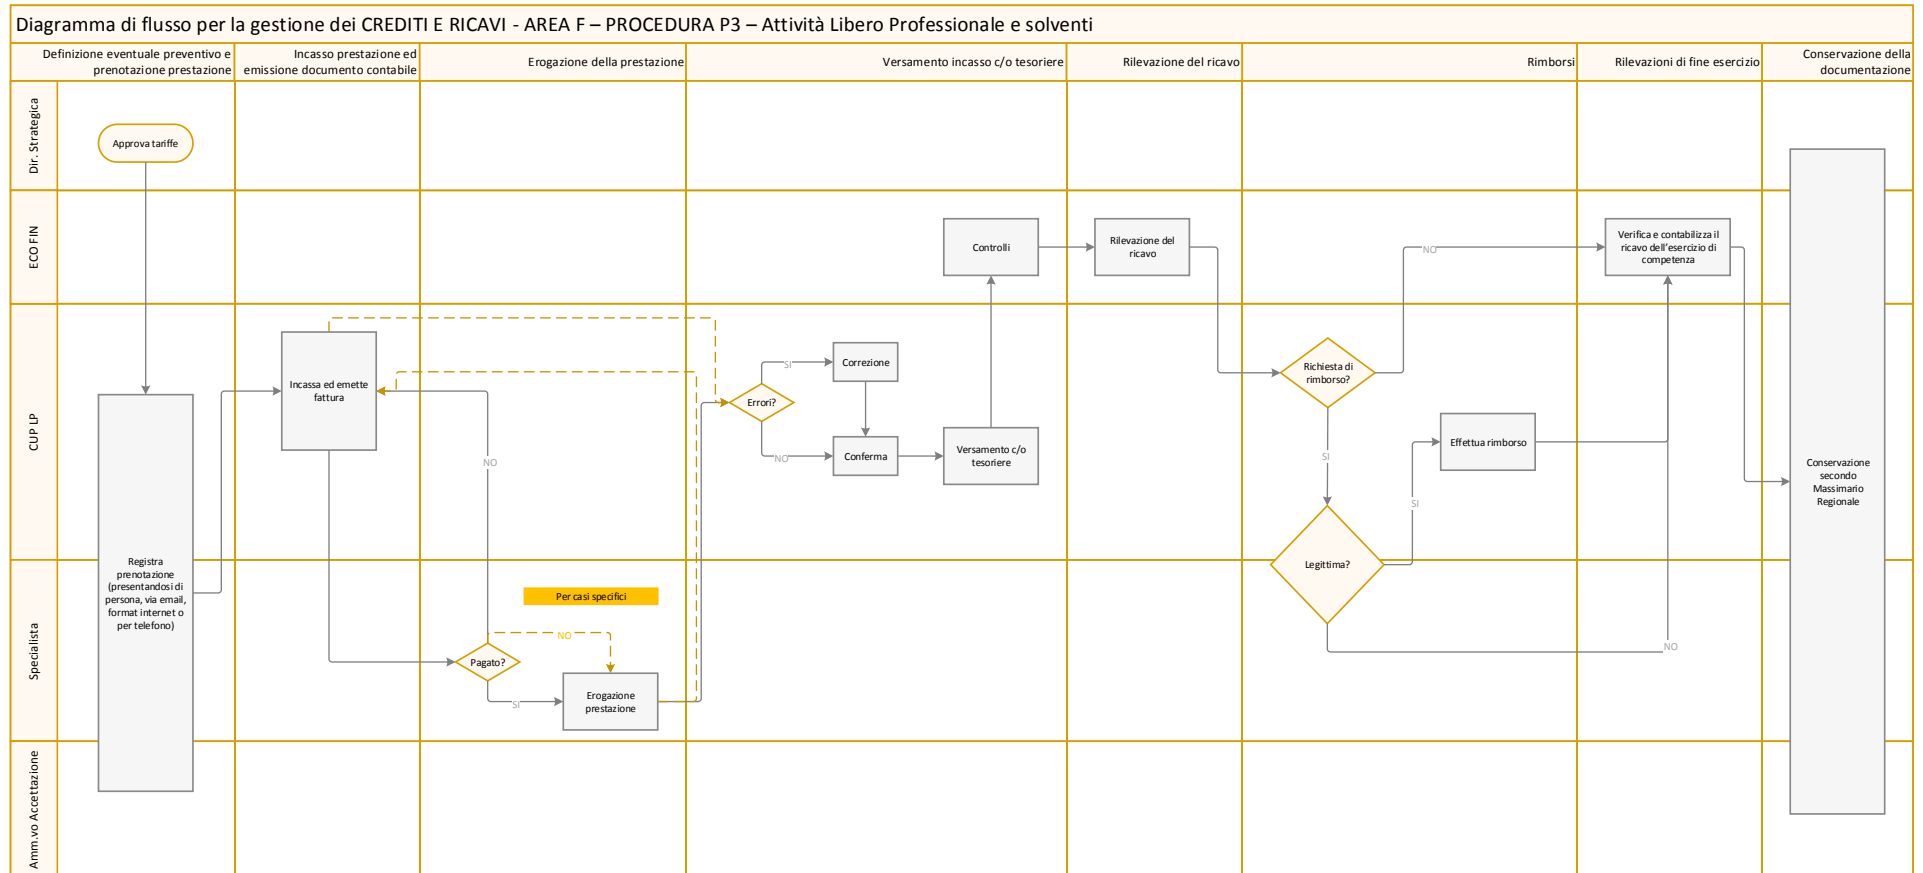 Diagramma di flusso per la gestione dei CREDITI E RICAVI - AREA F – PROCEDURA P3 – Attività Libero Professionale e solventi
Definizione eventuale preventivo e
prenotazione prestazione
Incasso prestazione ed
emissione documento contabile
Erogazione della prestazione
Versamento incasso c/o tesoriere
Rilevazione del ricavo
Rimborsi
Rilevazioni di fine esercizio
Conservazione della
documentazione
Dir. Strategica
Approva tariffe
ECO FIN
Controlli
Rilevazione del
ricavo
NO
Verifica e contabilizza il
ricavo dell'esercizio di
competenza
CUP LP
Incassa ed emette
fattura
NO
Errori?
SI
Correzione
NO
Conferma
Versamento c/o
tesoriere
Richiesta di
rimborso?
SI
Effettua rimborso
SI
Conservazione
secondo
Massimario
Regionale
Specialista
Registra
prenotazione
(presentandosi di
persona, via email,
format internet o
per telefono)
Per casi specifici
NO
Pagato?
SI
Erogazione
prestazione
Legittima?
NO
Amm.vo Accettazione